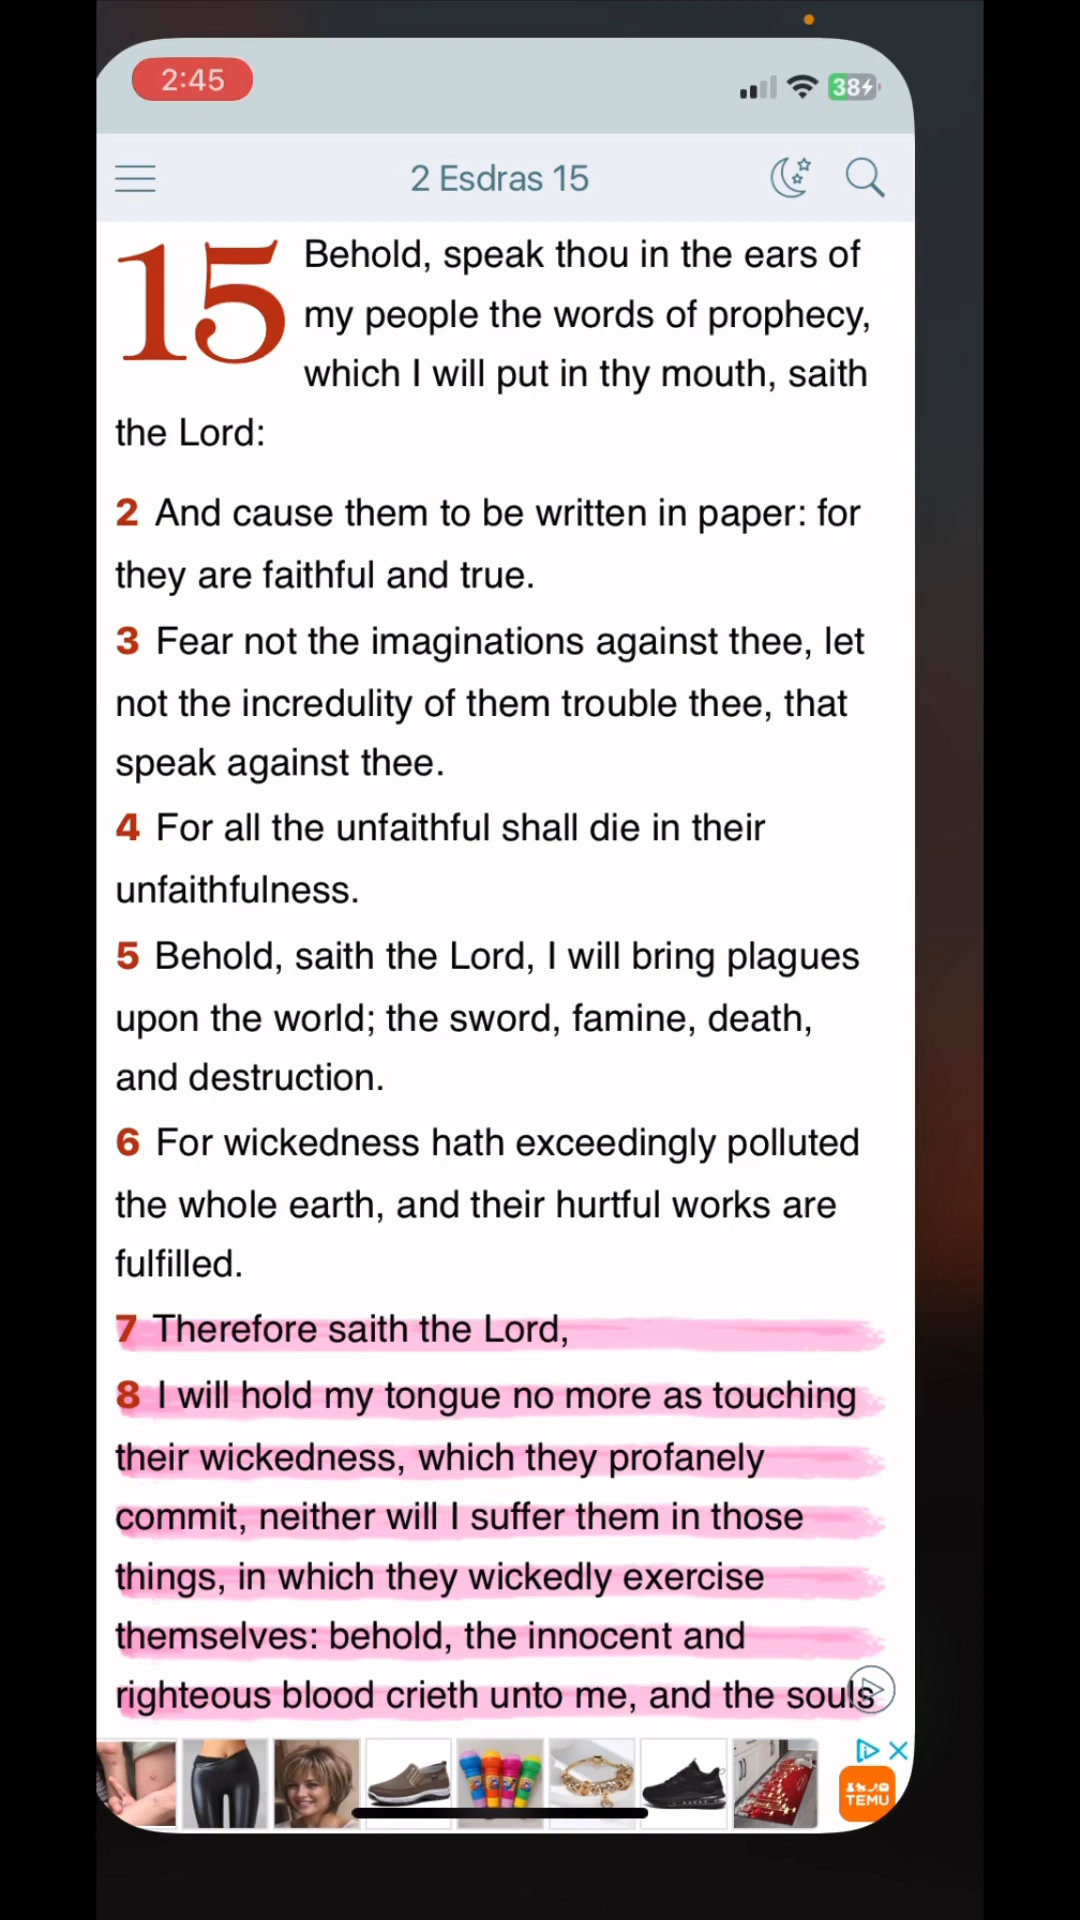 2:45
38
2 Esdras 15
15 Behold, speak thou in the ears of
my people the words of prophecy,
which I will put in thy mouth, saith
the Lord:
2 And cause them to be written in paper: for
they are faithful and true.
3 Fear not the imaginations against thee, let
not the incredulity of them trouble thee, that
speak against thee.
4 For all the unfaithful shall die in their
unfaithfulness.
5 Behold, saith the Lord, I will bring plagues
upon the world; the sword, famine, death,
and destruction.
6 For wickedness hath exceedingly polluted
the whole earth, and their hurtful works are
fulfilled.
7 Therefore saith the Lord,
8 I will hold my tongue no more as touching
their wickedness, which they profanely
commit, neither will I suffer them in those
things, in which they wickedly exercise
themselves: behold, the innocent and
righteous blood crieth unto me, and the souls
TEMU